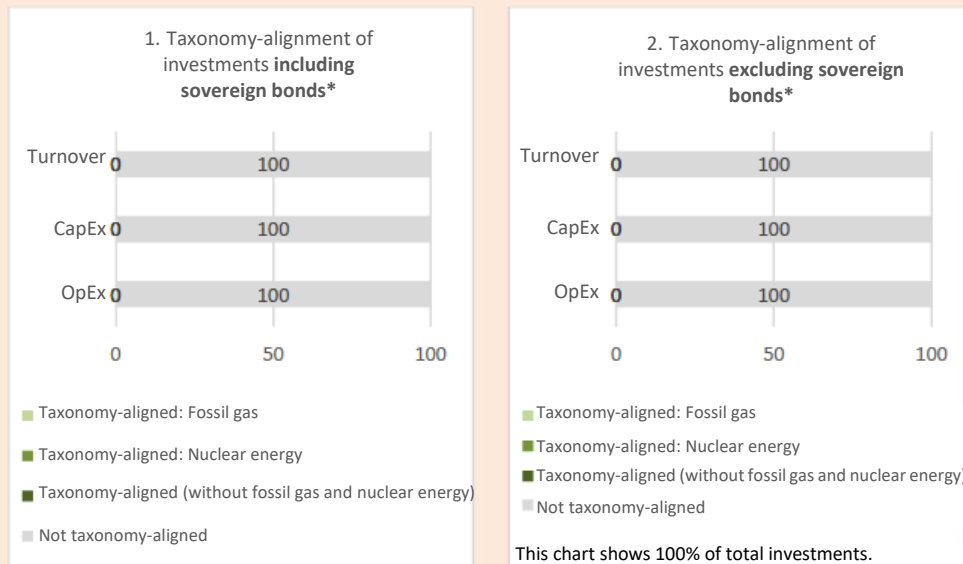 1. Taxonomy-alignment of
investments including
sovereign bonds*
Turnover 0 100
CapEx 0 100
OpEx 0 100
0 50 100
Taxonomy-aligned: Fossil gas
Taxonomy-aligned: Nuclear energy
Taxonomy-aligned (without fossil gas and nuclear energy)
Not taxonomy-aligned
2. Taxonomy-alignment of
investments excluding sovereign
bonds*
Turnover 0 100
CapEx 0 100
OpEx 0 100
0 50 100
Taxonomy-aligned: Fossil gas
Taxonomy-aligned: Nuclear energy
Taxonomy-aligned (without fossil gas and nuclear energy)
Not taxonomy-aligned
This chart shows 100% of total investments.